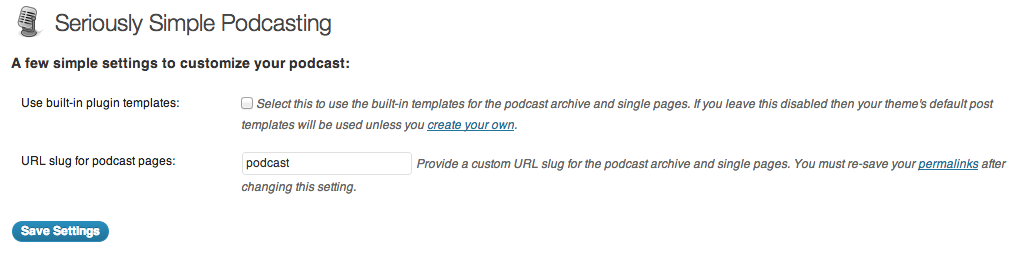 Seriously Simple Podcasting
A few simple settings to customize your podcast:
Use built-in plugin templates:
Select this to use the built-in templates for the podcast archive and single pages. If you leave this disabled then your theme's default post
templates will be used unless you create your own.
URL slug for podcast pages:
podcast
Provide a custom URL slug for the podcast archive and single pages. You must re-save your permalinks after
changing this setting.
Save Settings